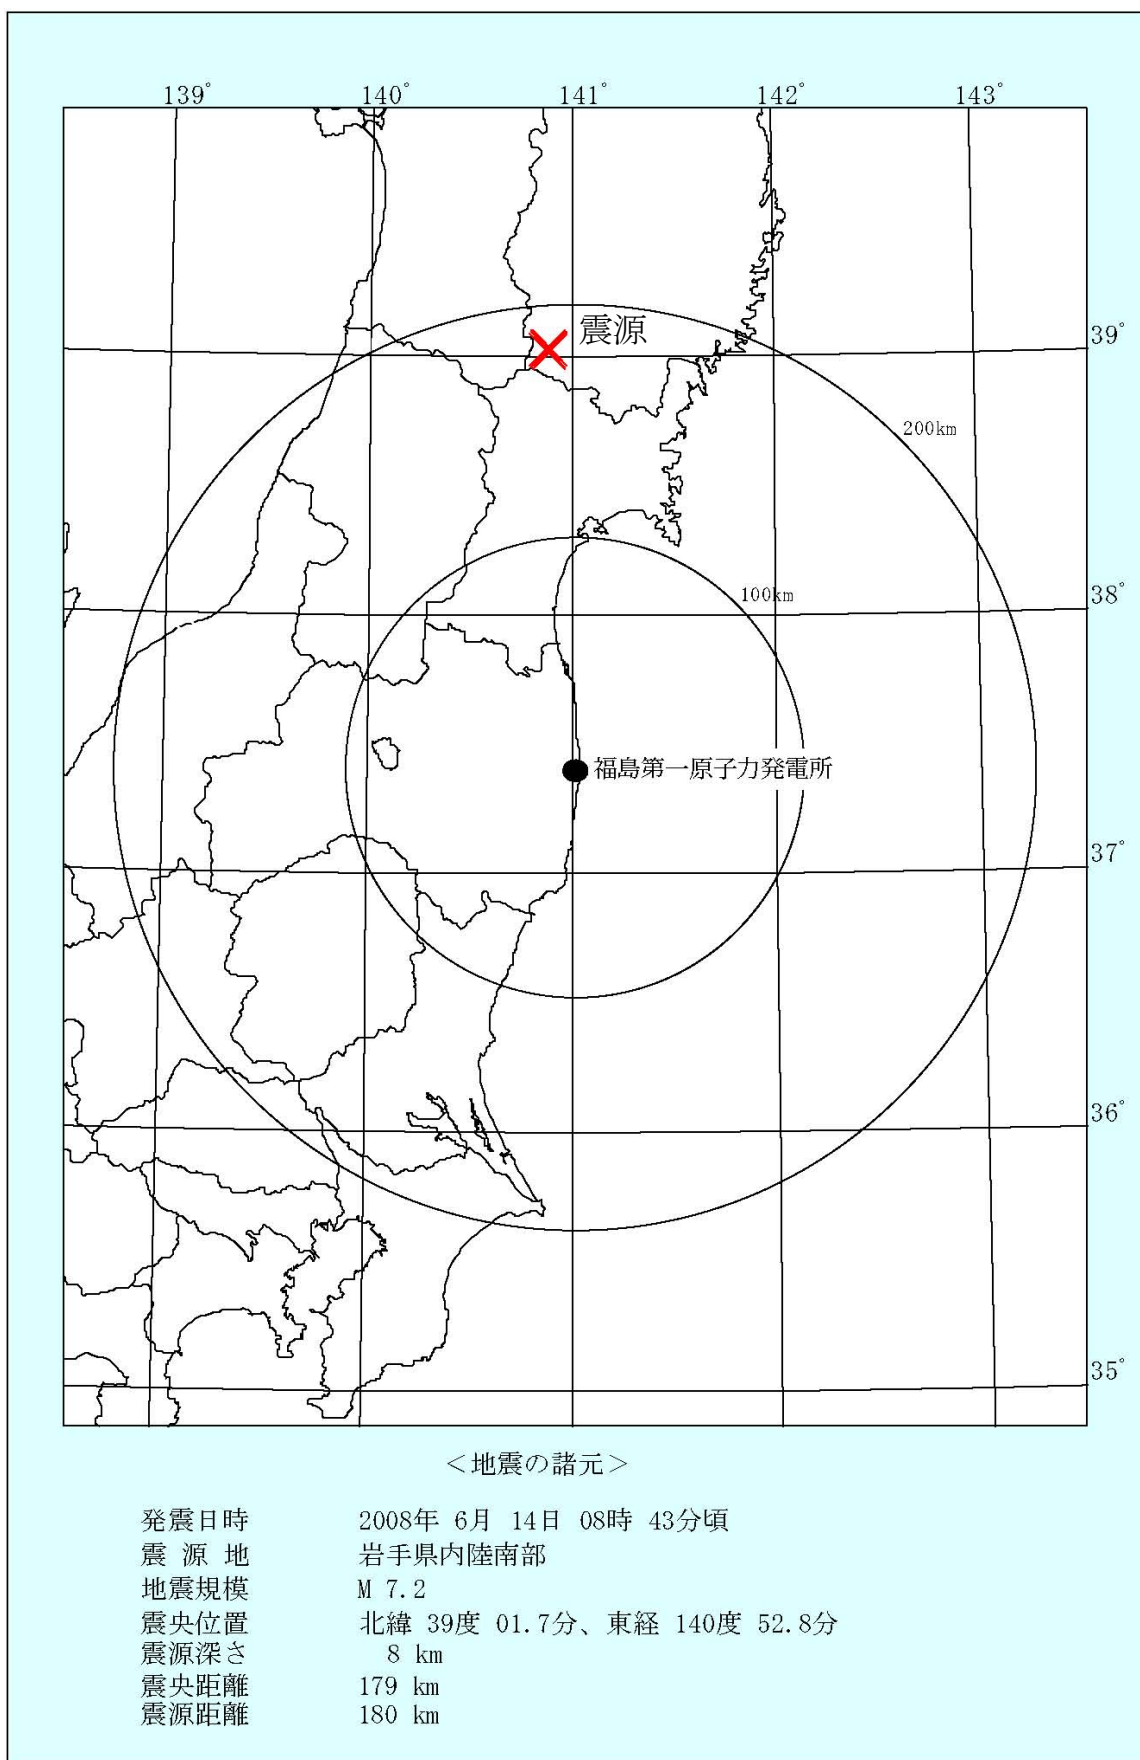 139° 140° 141° 142° 143°
震源
39°
200km
38°
100km
福島第一原子力発電所
37°
36°
35°
＜地震の諸元＞
発震日時 2008年 6月 14日 08時 43分頃
震 源 地 岩手県内陸南部
地震規模 M 7.2
震央位置 北緯 39度 01.7分、東経 140度 52.8分
震源深さ 8 km
震央距離 179 km
震源距離 180 km